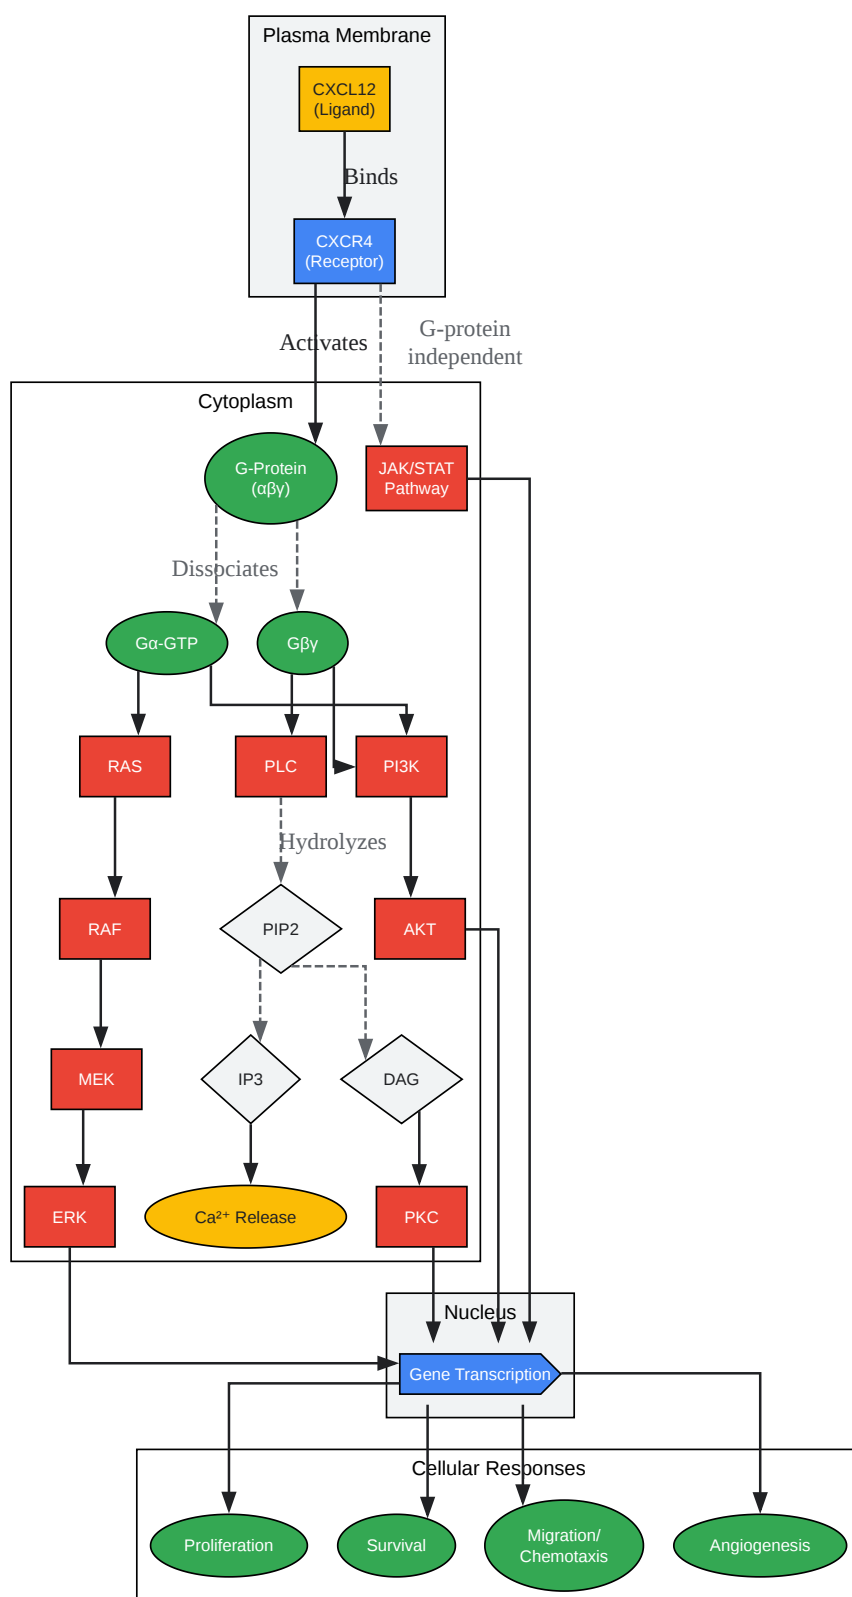 Plasma Membrane
CXCL12
(Ligand)
Binds
CXCR4
(Receptor)
Activates
G-protein
independent
Cytoplasm
G-Protein
(αβγ)
JAK/STAT
Pathway
Dissociates
Gα-GTP
Gβγ
RAS
PLC
PI3K
Hydrolyzes
RAF
PIP2
AKT
MEK
IP3
DAG
ERK
Ca²⁺ Release
PKC
Nucleus
Gene Transcription
Cellular Responses
Proliferation
Survival
Migration/
Chemotaxis
Angiogenesis